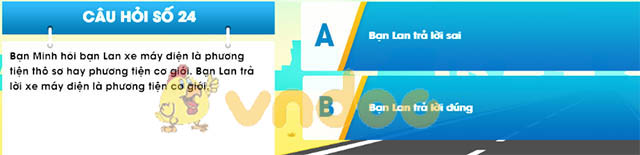 CÂU HỎI SỐ 24
Bạn Minh hỏi bạn Lan xe máy điện là phương
tiện thô sơ hay phương tiện cơ giới. Bạn Lan trả
lời xe máy điện là phương tiện cơ giới.
A Bạn Lan trả lời sai
B Bạn Lan trả lời đúng
vndoc